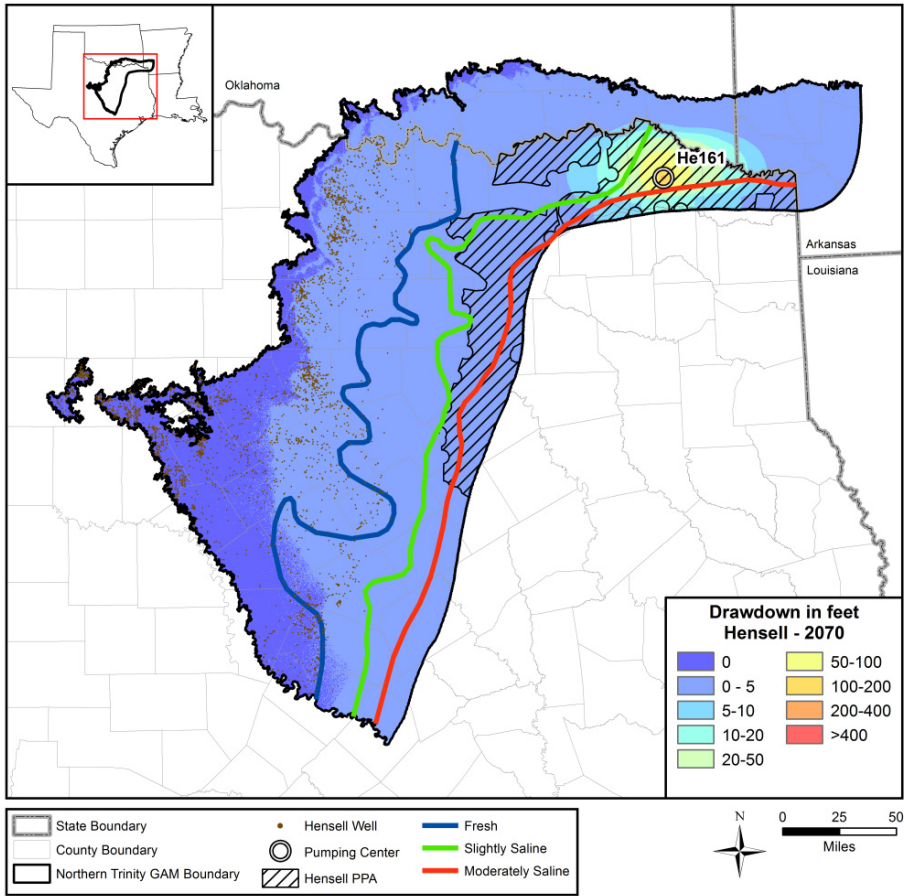 Oklahoma
He161
Arkansas
Louisiana
Drawdown in feet
Hensell - 2070
0
0 - 5
5-10
10-20
20-50
50-100
100-200
200-400
>400
State Boundary
County Boundary
Northern Trinity GAM Boundary
Hensell Well
Pumping Center
Hensell PPA
Fresh
Slightly Saline
Moderately Saline
N
0 25 50
Miles